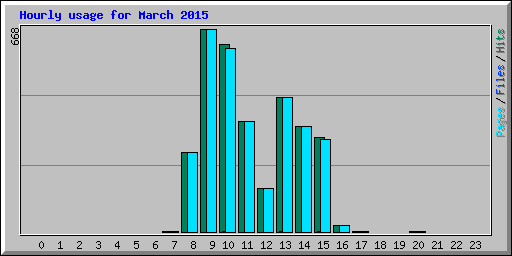 Hourly usage for March 2015
668
Pages/Files/Hits
0 1 2 3 4 5 6 7 8 9 10 11 12 13 14 15 16 17 18 19 20 21 22 23